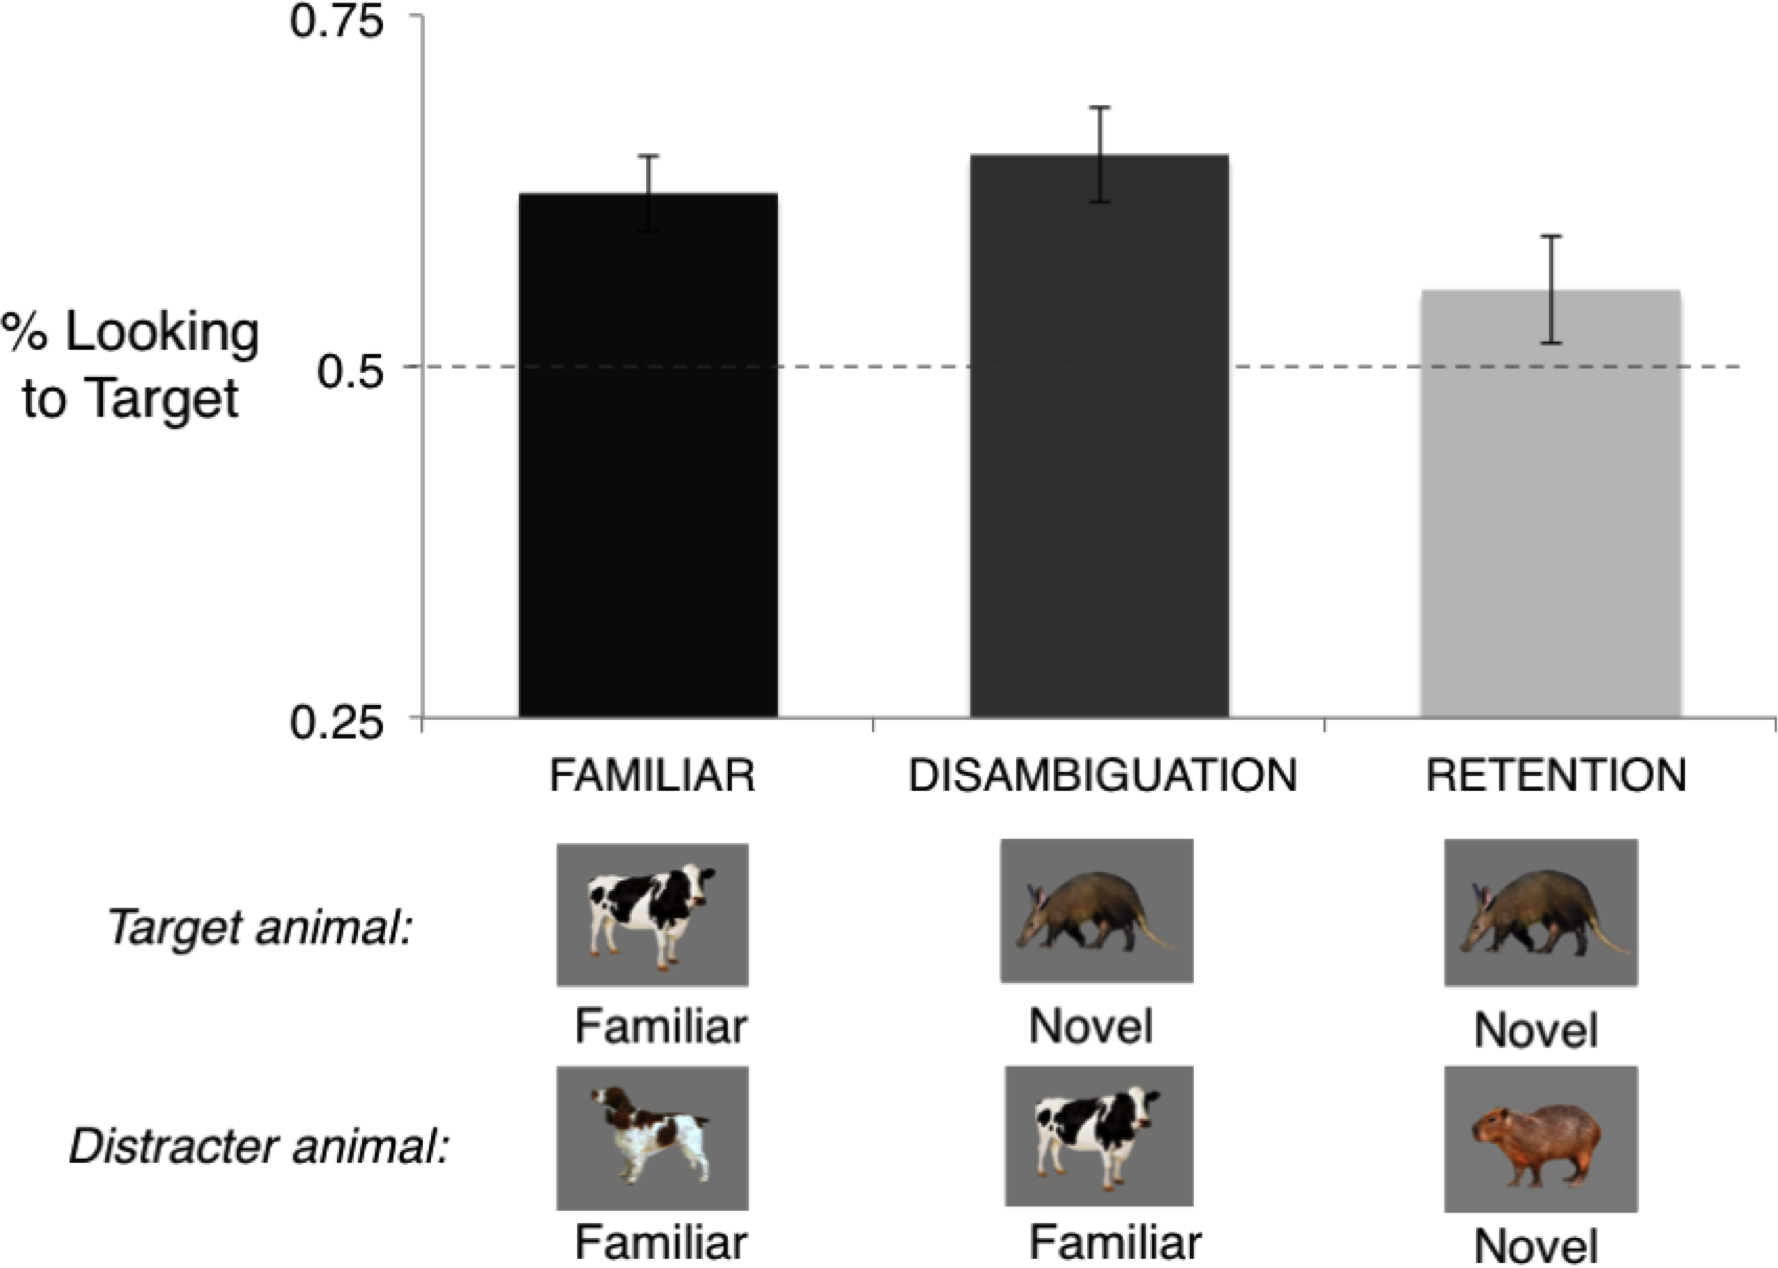 0.75
% Looking
to Target
0.5
0.25
FAMILIAR DISAMBIGUATION RETENTION
Target animal:
Familiar Novel Novel
Distracter animal:
Familiar Familiar Novel